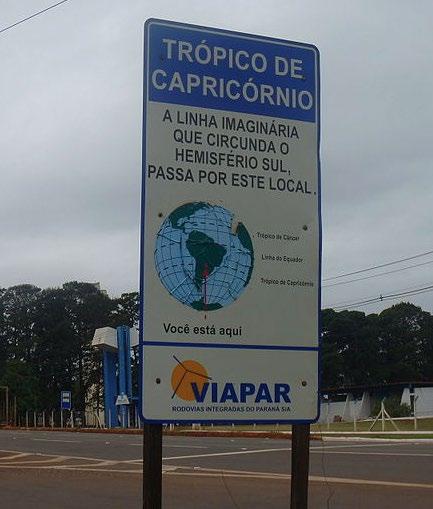 TRÓPICO DE
CAPRICÓRNIO
A LINHA IMAGINÁRIA
QUE CIRCUNDA O
HEMISFÉRIO SUL,
PASSA POR ESTE LOCAL.
Trópico de Câncer
Linha do Equador
Trópico de Capricórnio
Você está aqui
VIAPAR
RODOVIAS INTEGRADAS DO PARANÁ S/A